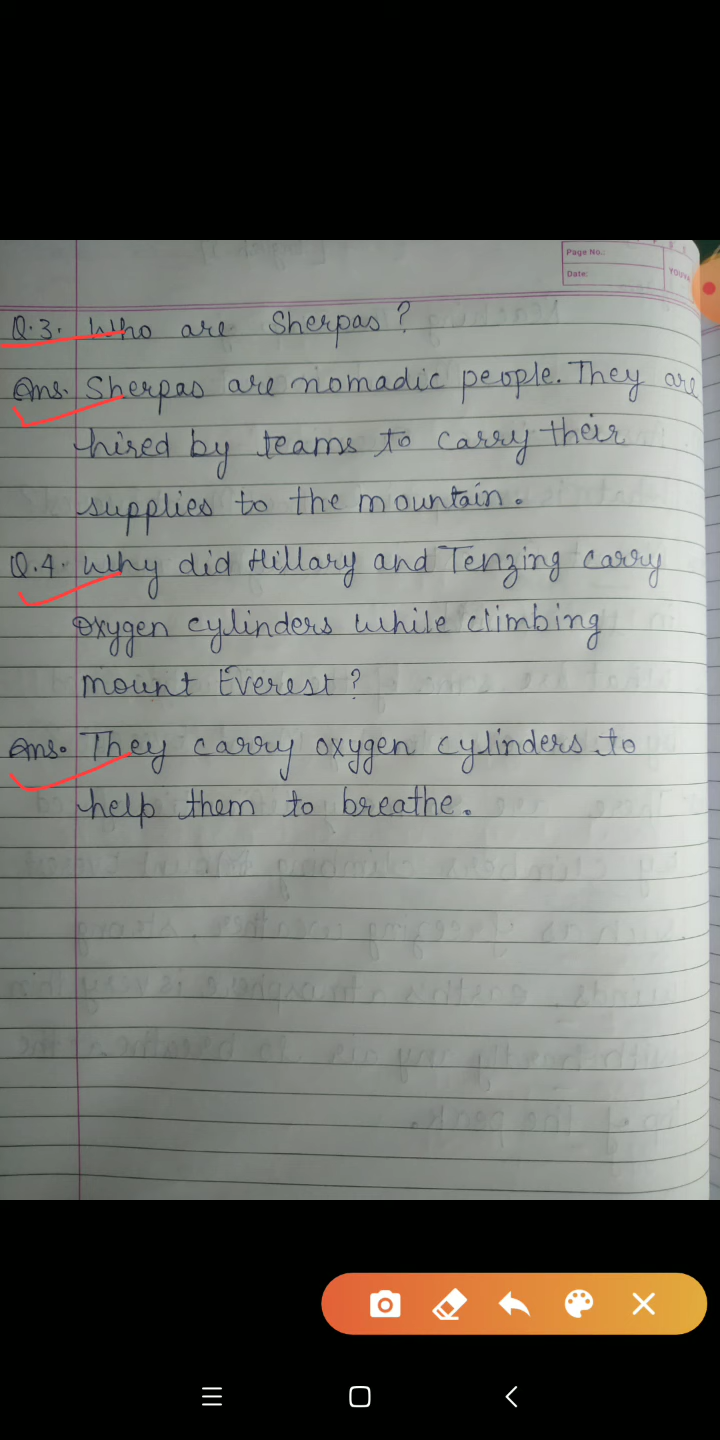 Page No.:
Date:
YOUVA
Q.3. Who are Sherpas?
Ans. Sherpas are nomadic people. They are
hired by teams to carry their
supplies to the mountain.
Q.4. Why did Hillary and Tenzing carry
oxygen cylinders while climbing
mount Everest?
Ans. They carry oxygen cylinders to
help them to breathe.